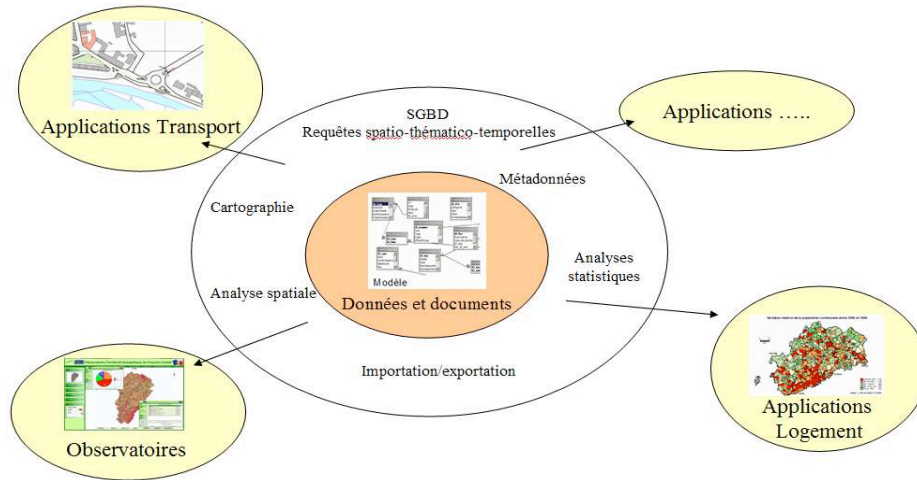 Applications Transport
SGBD
Requêtes spatio-thématico-temporelles
Applications …..
Métadonnées
Cartographie
Modèle
Données et documents
Analyses
statistiques
Analyse spatiale
Importation/exportation
Observatoires
Applications
Logement